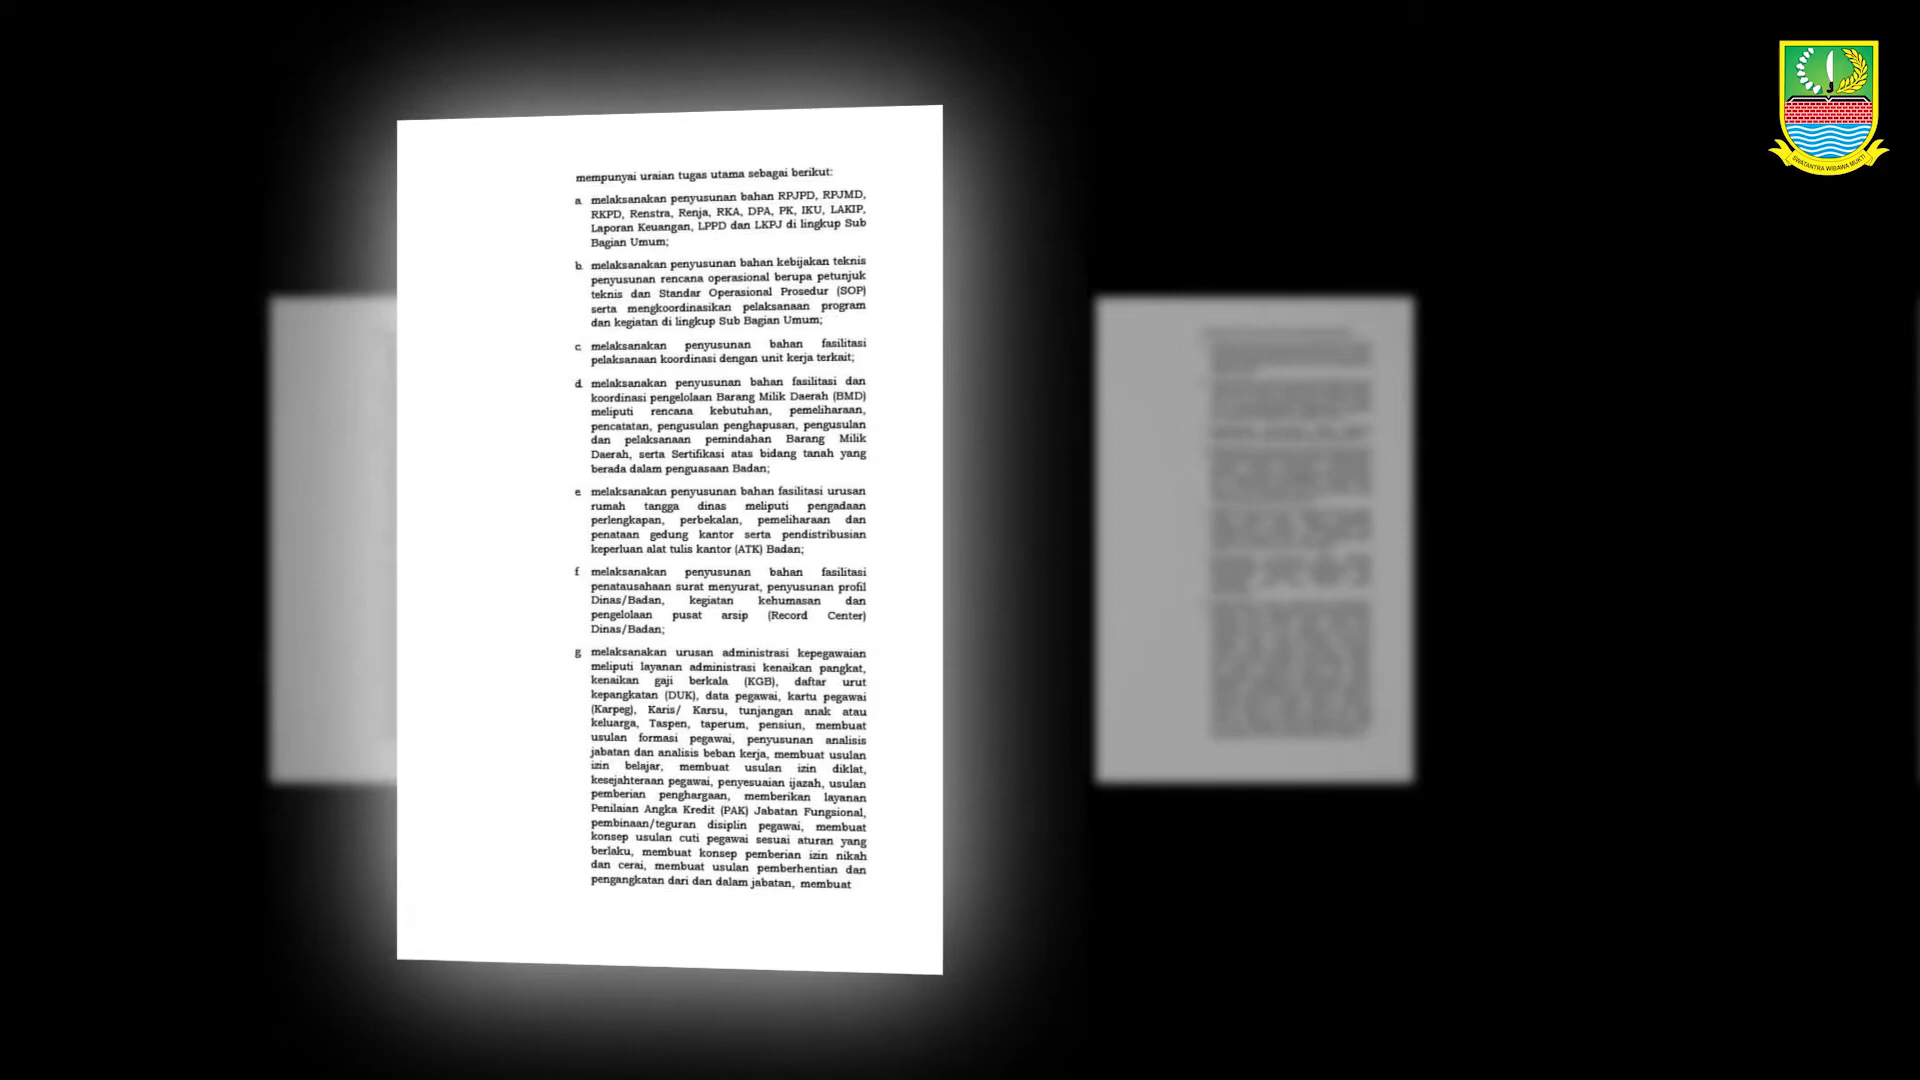 mempunyai uraian tugas utama sebagai berikut:
a. melaksanakan penyusunan bahan RPJPD, RPJMD,
RKPD, Renstra, Renja, RKA, DPA, PK, IKU, LAKIP,
Laporan Keuangan, LPPD dan LKPJ di lingkup Sub
Bagian Umum;
b. melaksanakan penyusunan bahan kebijakan teknis
penyusunan rencana operasional berupa petunjuk
teknis dan Standar Operasional Prosedur (SOP)
serta mengkoordinasikan pelaksanaan program
dan kegiatan di lingkup Sub Bagian Umum;
c. melaksanakan penyusunan bahan fasilitasi
pelaksanaan koordinasi dengan unit kerja terkait;
d. melaksanakan penyusunan bahan fasilitasi dan
koordinasi pengelolaan Barang Milik Daerah (BMD)
meliputi rencana kebutuhan, pemeliharaan,
pencatatan, pengusulan penghapusan, pengusulan
dan pelaksanaan pemindahan Barang Milik
Daerah, serta Sertifikasi atas bidang tanah yang
berada dalam penguasaan Badan;
e. melaksanakan penyusunan bahan fasilitasi urusan
rumah tangga dinas meliputi pengadaan
perlengkapan, perbekalan, pemeliharaan dan
penataan gedung kantor serta pendistribusian
keperluan alat tulis kantor (ATK) Badan;
f. melaksanakan penyusunan bahan fasilitasi
penatausahaan surat menyurat, penyusunan profil
Dinas/Badan, kegiatan kehumasan dan
pengelolaan pusat arsip (Record Center)
Dinas/Badan;
g. melaksanakan urusan administrasi kepegawaian
meliputi layanan administrasi kenaikan pangkat,
kenaikan gaji berkala (KGB), daftar urut
kepangkatan (DUK), data pegawai, kartu pegawai
(Karpeg), Karis/ Karsu, tunjangan anak atau
keluarga, Taspen, taperum, pensiun, membuat
usulan formasi pegawai, penyusunan analisis
jabatan dan analisis beban kerja, membuat usulan
izin belajar, membuat usulan izin diklat,
kesejahteraan pegawai, penyesuaian ijazah, usulan
pemberian penghargaan, memberikan layanan
Penilaian Angka Kredit (PAK) Jabatan Fungsional,
pembinaan/teguran disiplin pegawai, membuat
konsep usulan cuti pegawai sesuai aturan yang
berlaku, membuat konsep pemberian izin nikah
dan cerai, membuat usulan pemberhentian dan
pengangkatan dari dan dalam jabatan, membuat
SWATANTRA WIBAWA MUKTI